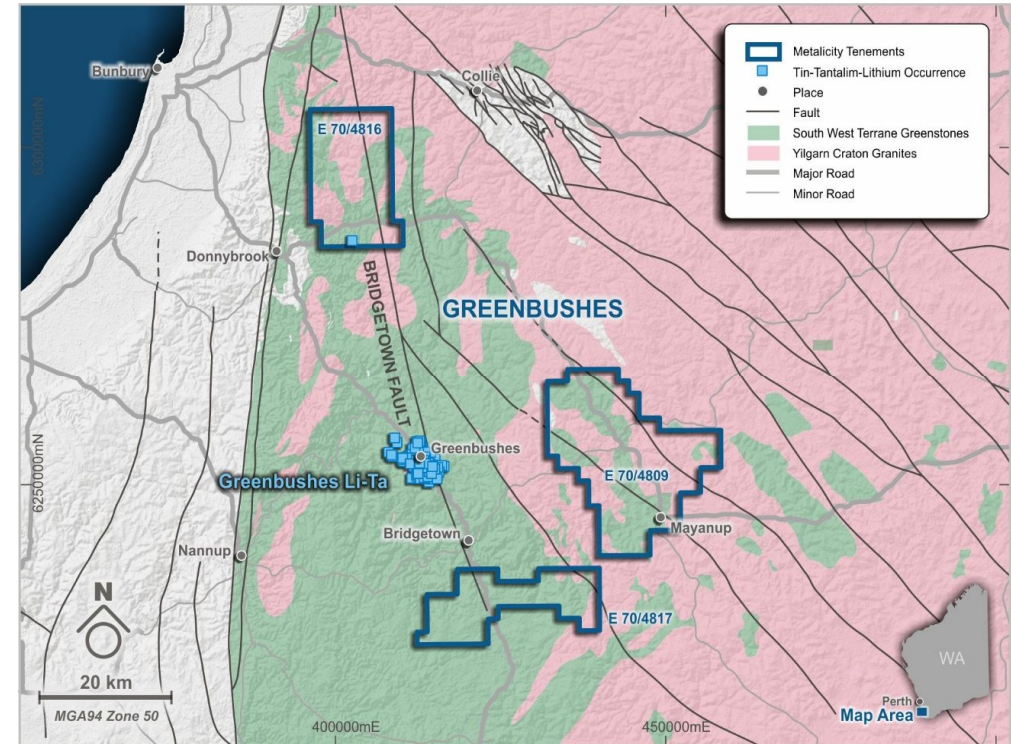 Metalicity Tenements
Tin-Tantalim-Lithium Occurrence
Place
Fault
South West Terrane Greenstones
Yilgarn Craton Granites
Major Road
Minor Road
Bunbury
Collie
6300000mN
E 70/4816
Donnybrook
BRIDGETOWN FAULT
GREENBUSHES
Greenbushes
E 70/4809
Greenbushes Li-Ta
6250000mN
Mayanup
Bridgetown
Nannup
N
E 70/4817
20 km
WA
Perth
MGA94 Zone 50
Map Area
400000mE
450000mE